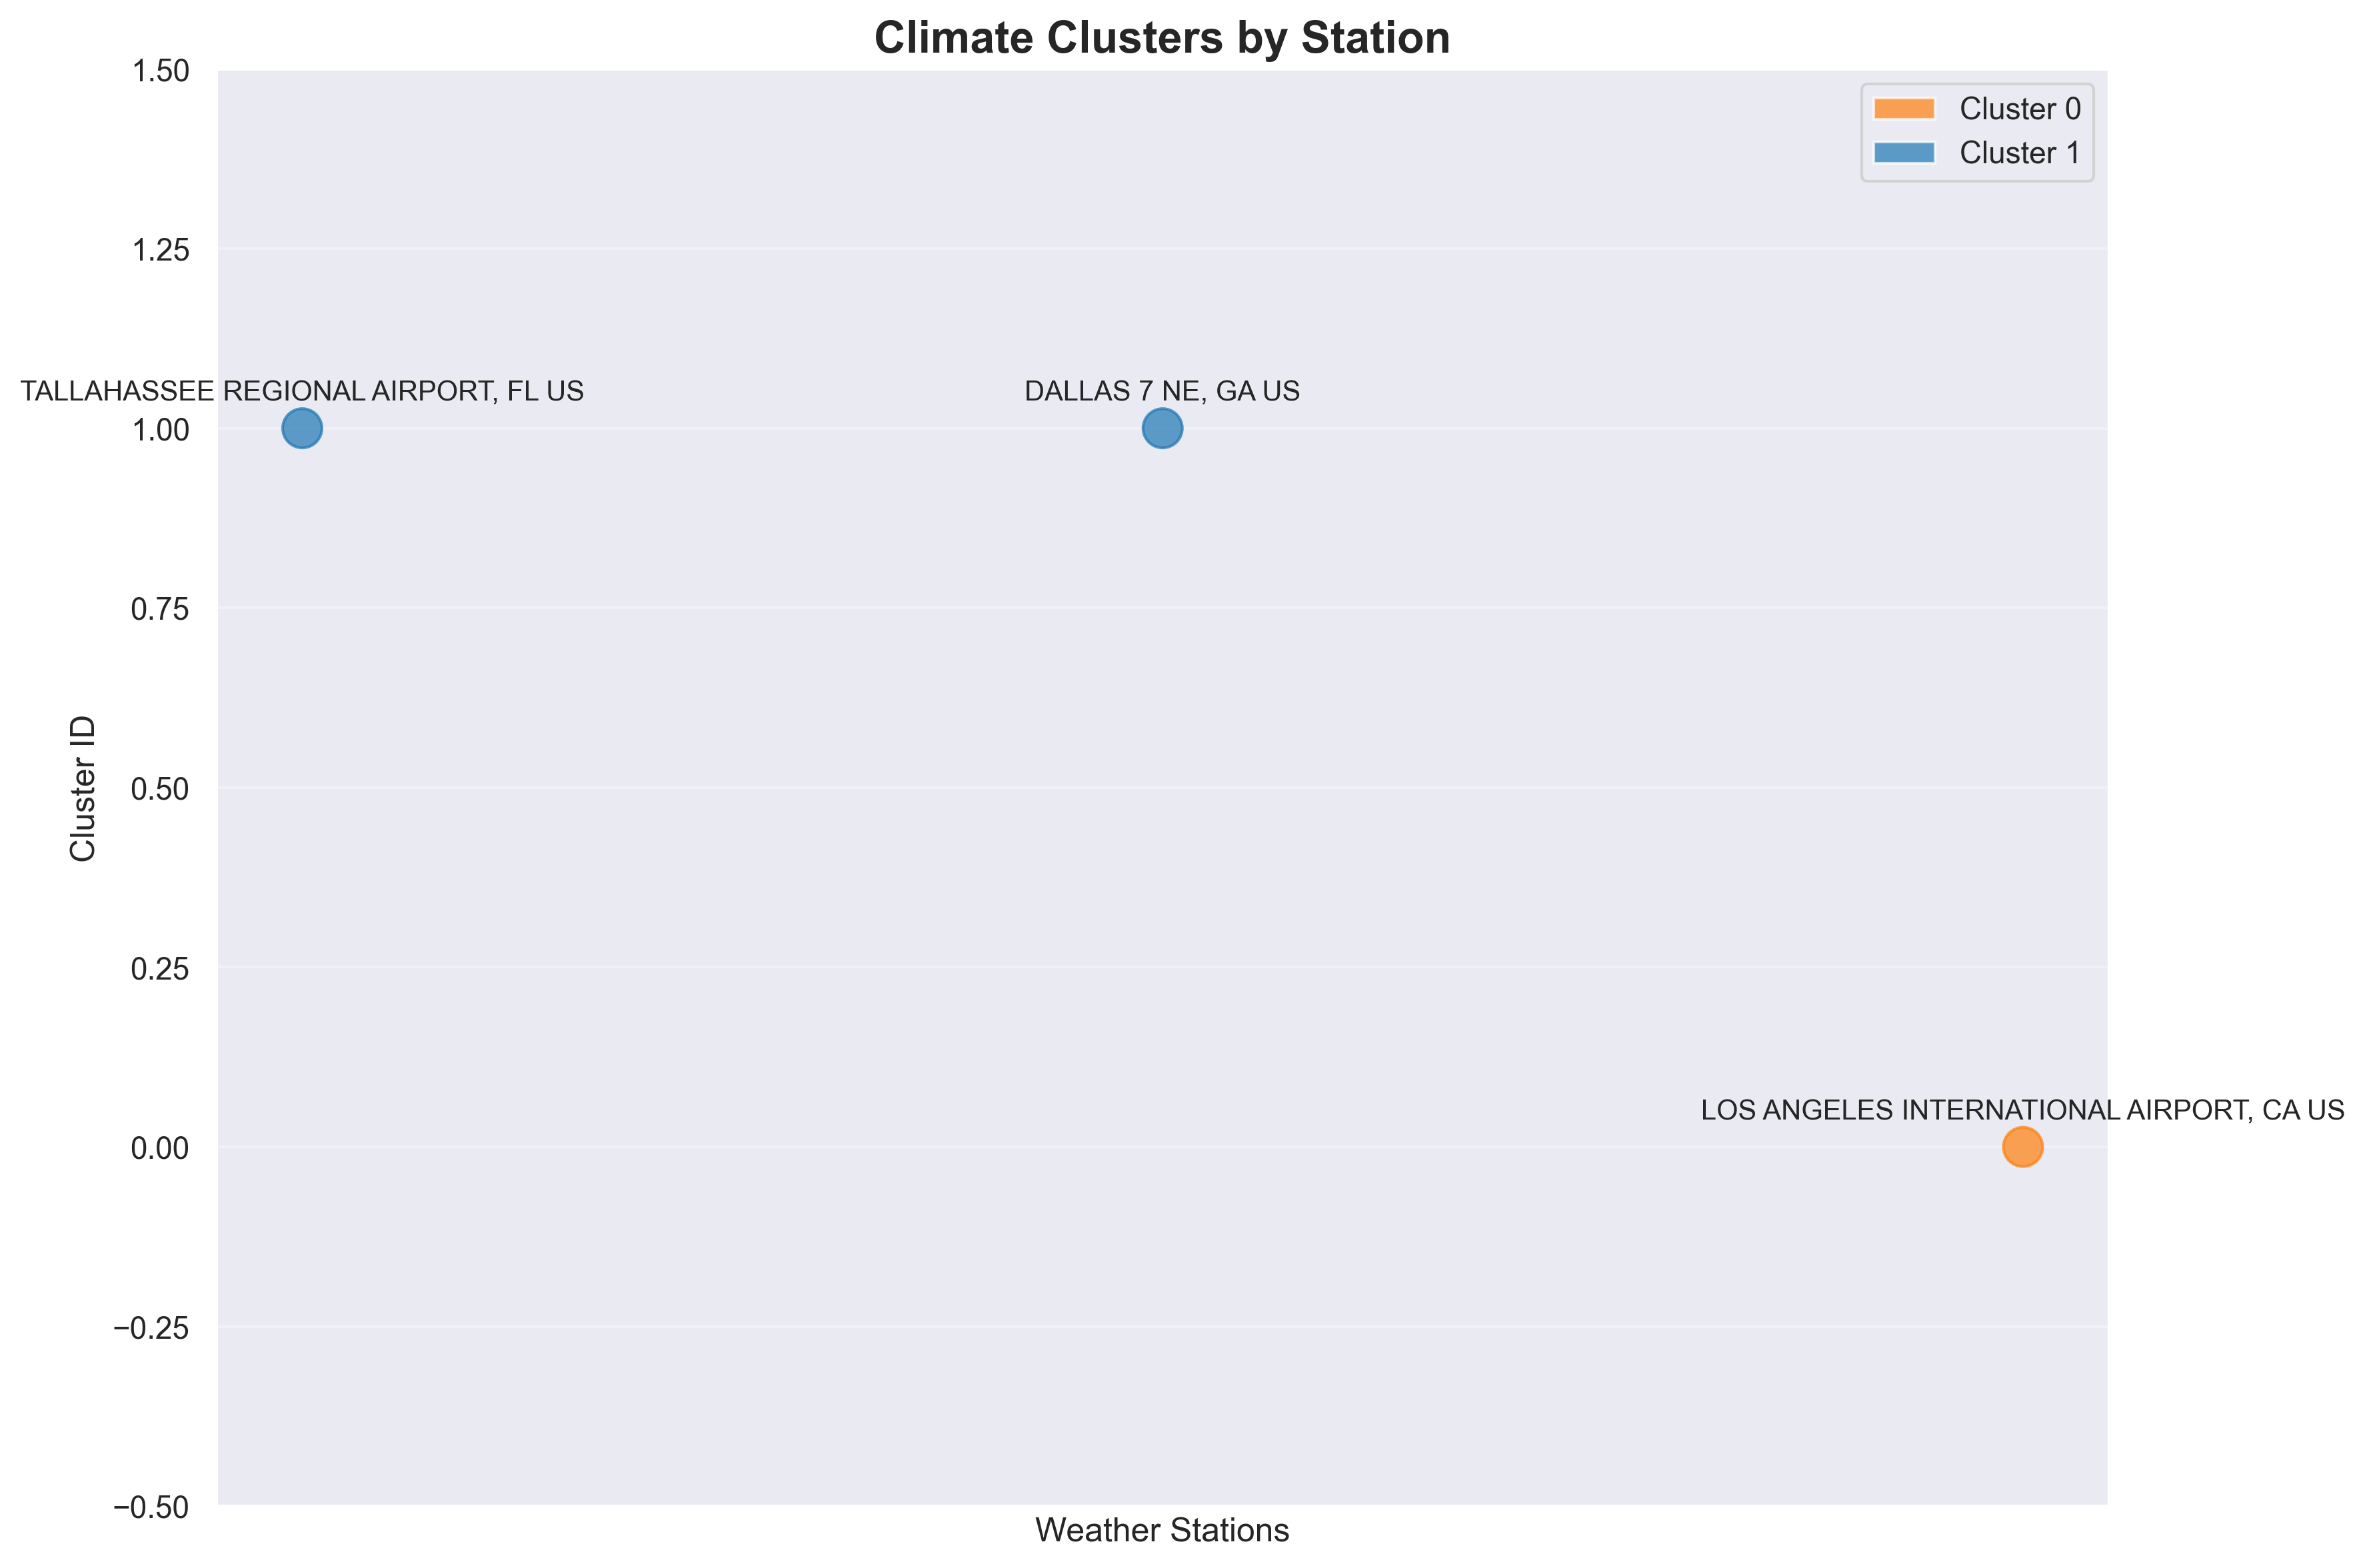 Climate Clusters by Station
1.50
Cluster 0
Cluster 1
1.25
TALLAHASSEE REGIONAL AIRPORT, FL US
DALLAS 7 NE, GA US
1.00
0.75
Cluster ID
0.50
0.25
LOS ANGELES INTERNATIONAL AIRPORT, CA US
0.00
−0.25
−0.50
Weather Stations